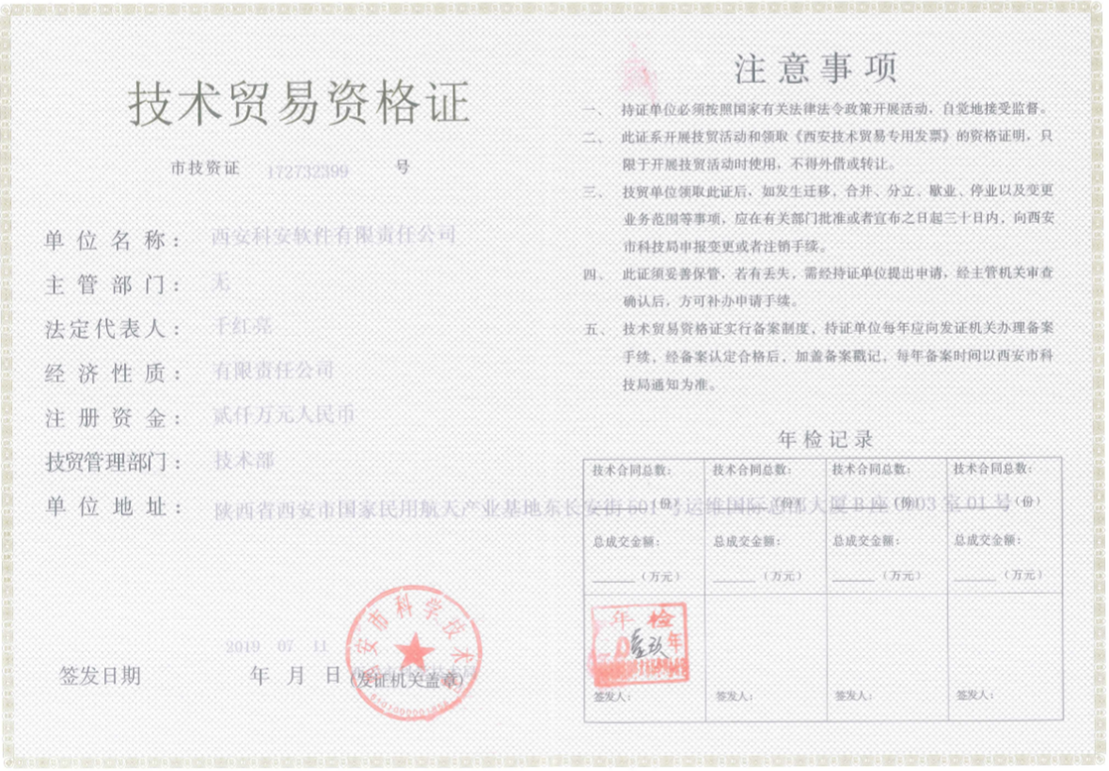 技术贸易资格证
市技资证 172732399 号
单位名称： 西安科安软件有限责任公司
主管部门： 无
法定代表人： 千红亮
经济性质： 有限责任公司
注册资金： 贰仟万元人民币
技贸管理部门： 技术部
单位地址： 陕西省西安市国家民用航天产业基地东长安街501号运维国际总部大厦B座 室01号
2019 07 11
签发日期 年 月 日 (发证机关盖章)
安市科学技术
注意事项
一、 持证单位必须按照国家有关法律法令政策开展活动，自觉地接受监督。
二、 此证系开展技贸活动和领取《西安技术贸易专用发票》的资格证明，只
限于开展技贸活动时使用，不得外借或转让。
三、 技贸单位领取此证后，如发生迁移、合并、分立、歇业、停业以及变更
业务范围等事项，应在有关部门批准或者宣布之日起三十日内，向西安
市科技局申报变更或者注销手续。
四、 此证须妥善保管，若有丢失，需经持证单位提出申请，经主管机关审查
确认后，方可补办申请手续。
五、 技术贸易资格证实行备案制度，持证单位每年应向发证机关办理备案
手续，经备案认定合格后，加盖备案戳记，每年备案时间以西安市科
技局通知为准。
年检记录
技术合同总数： 技术合同总数： 技术合同总数： 技术合同总数：
(份) (份) (份) (份)
总成交金额： 总成交金额： 总成交金额： 总成交金额：
（万元） （万元） （万元） （万元）
年检
壹玖年
签发人： 签发人： 签发人： 签发人：